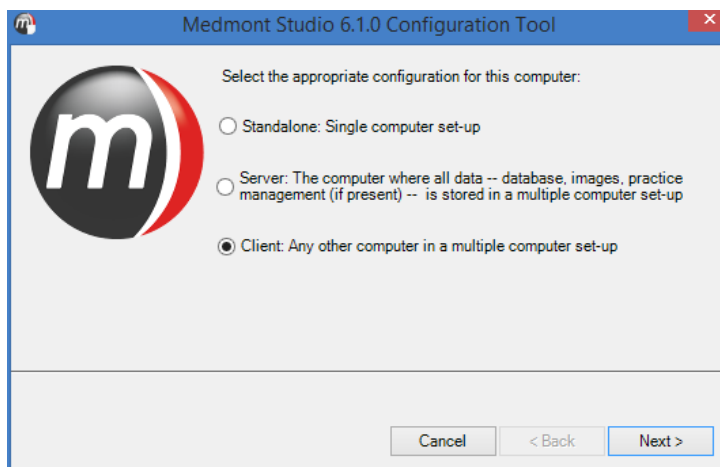 Medmont Studio 6.1.0 Configuration Tool
Select the appropriate configuration for this computer:
m
Standalone: Single computer set-up
Server: The computer where all data -- database, images, practice
management (if present) -- is stored in a multiple computer set-up
Client: Any other computer in a multiple computer set-up
Cancel
< Back
Next >